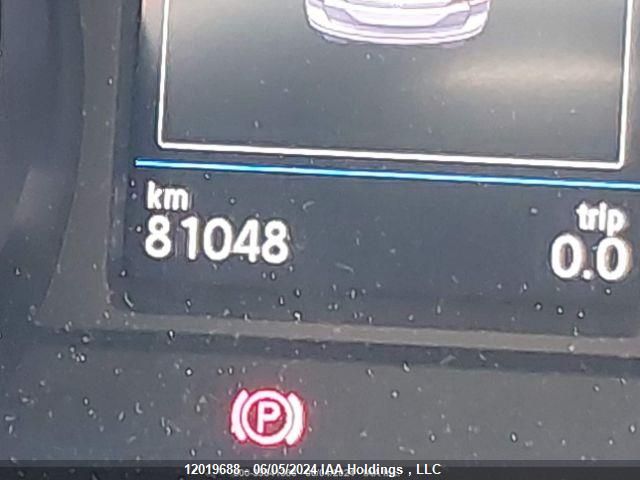 km
81048
trip
0.0
P
12019688 - 06/05/2024 IAA Holdings , LLC